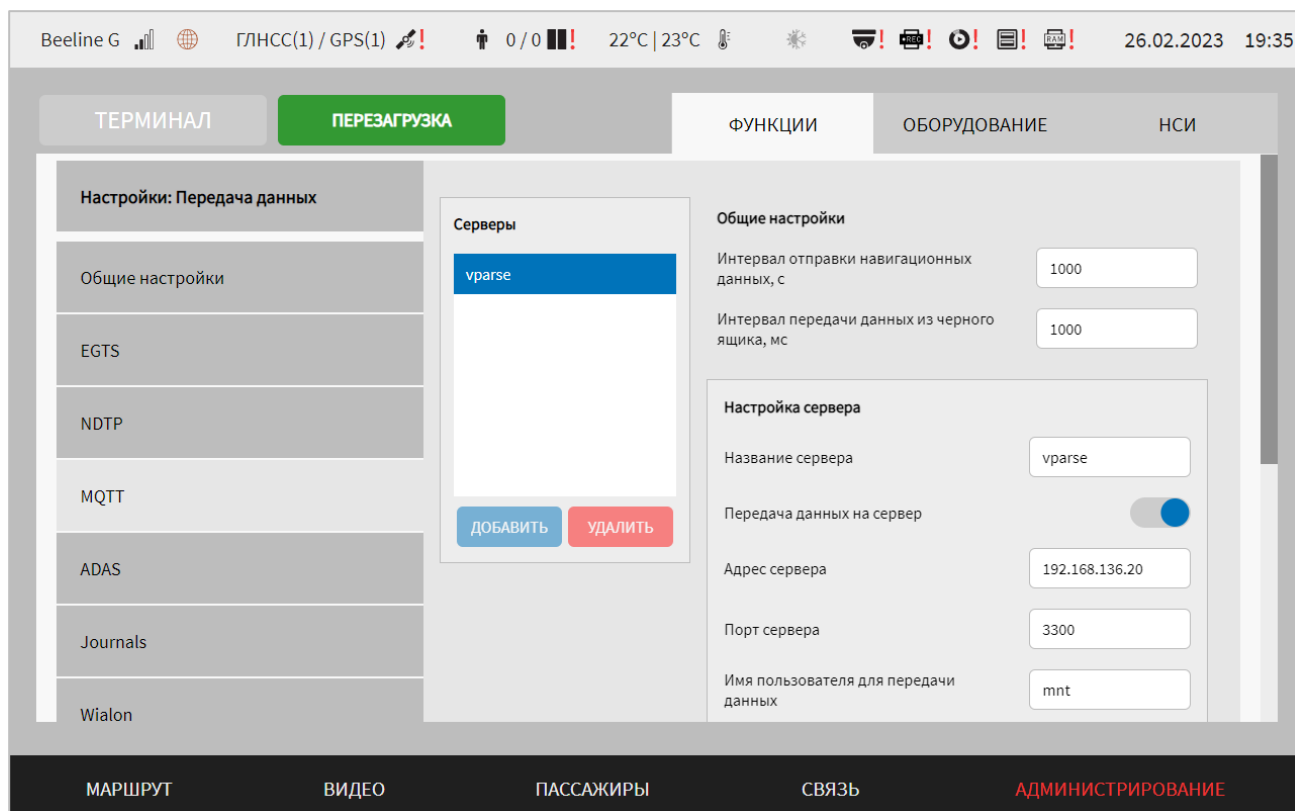 Beeline G ГЛНСС(1) / GPS(1) ! 0 / 0 ! 22°C | 23°C ! REC ! ! ! RAM ! 26.02.2023 19:35
ТЕРМИНАЛ ПЕРЕЗАГРУЗКА ФУНКЦИИ ОБОРУДОВАНИЕ НСИ
Настройки: Передача данных
Общие настройки
EGTS
NDTP
MQTT
ADAS
Journals
Wialon
Серверы
vparse
ДОБАВИТЬ УДАЛИТЬ
Общие настройки
Интервал отправки навигационных
данных, с
1000
Интервал передачи данных из черного
ящика, мс
1000
Настройка сервера
Название сервера vparse
Передача данных на сервер
Адрес сервера 192.168.136.20
Порт сервера 3300
Имя пользователя для передачи
данных
mnt
МАРШРУТ ВИДЕО ПАССАЖИРЫ СВЯЗЬ АДМИНИСТРИРОВАНИЕ